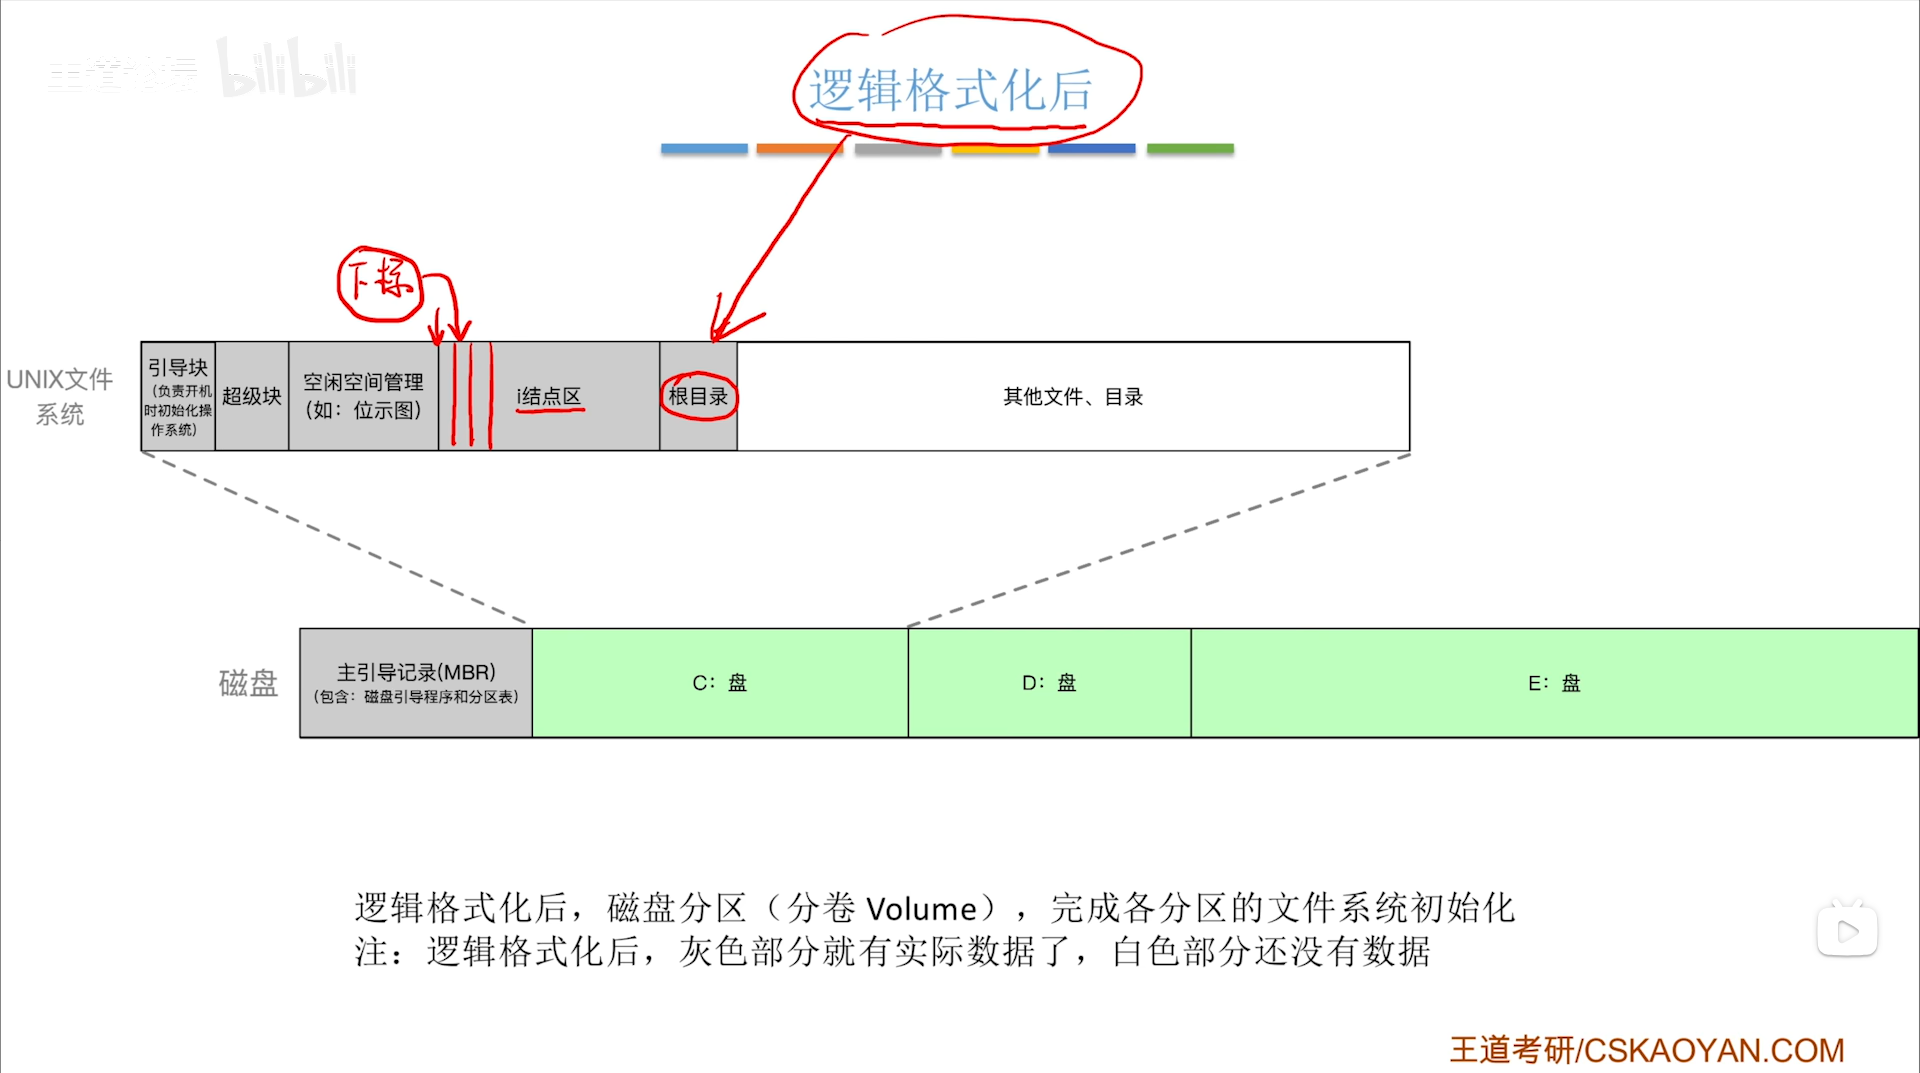 王道论坛 bilibili
逻辑格式化后
下标
UNIX文件
系统
引导块
（负责开机
时初始化操
作系统）
超级块
空闲空间管理
（如：位示图）
i结点区
根目录
其他文件、目录
磁盘
主引导记录(MBR)
（包含：磁盘引导程序和分区表）
C：盘
D：盘
E：盘
逻辑格式化后，磁盘分区（分卷 Volume），完成各分区的文件系统初始化
注：逻辑格式化后，灰色部分就有实际数据了，白色部分还没有数据
王道考研/CSKAOYAN.COM